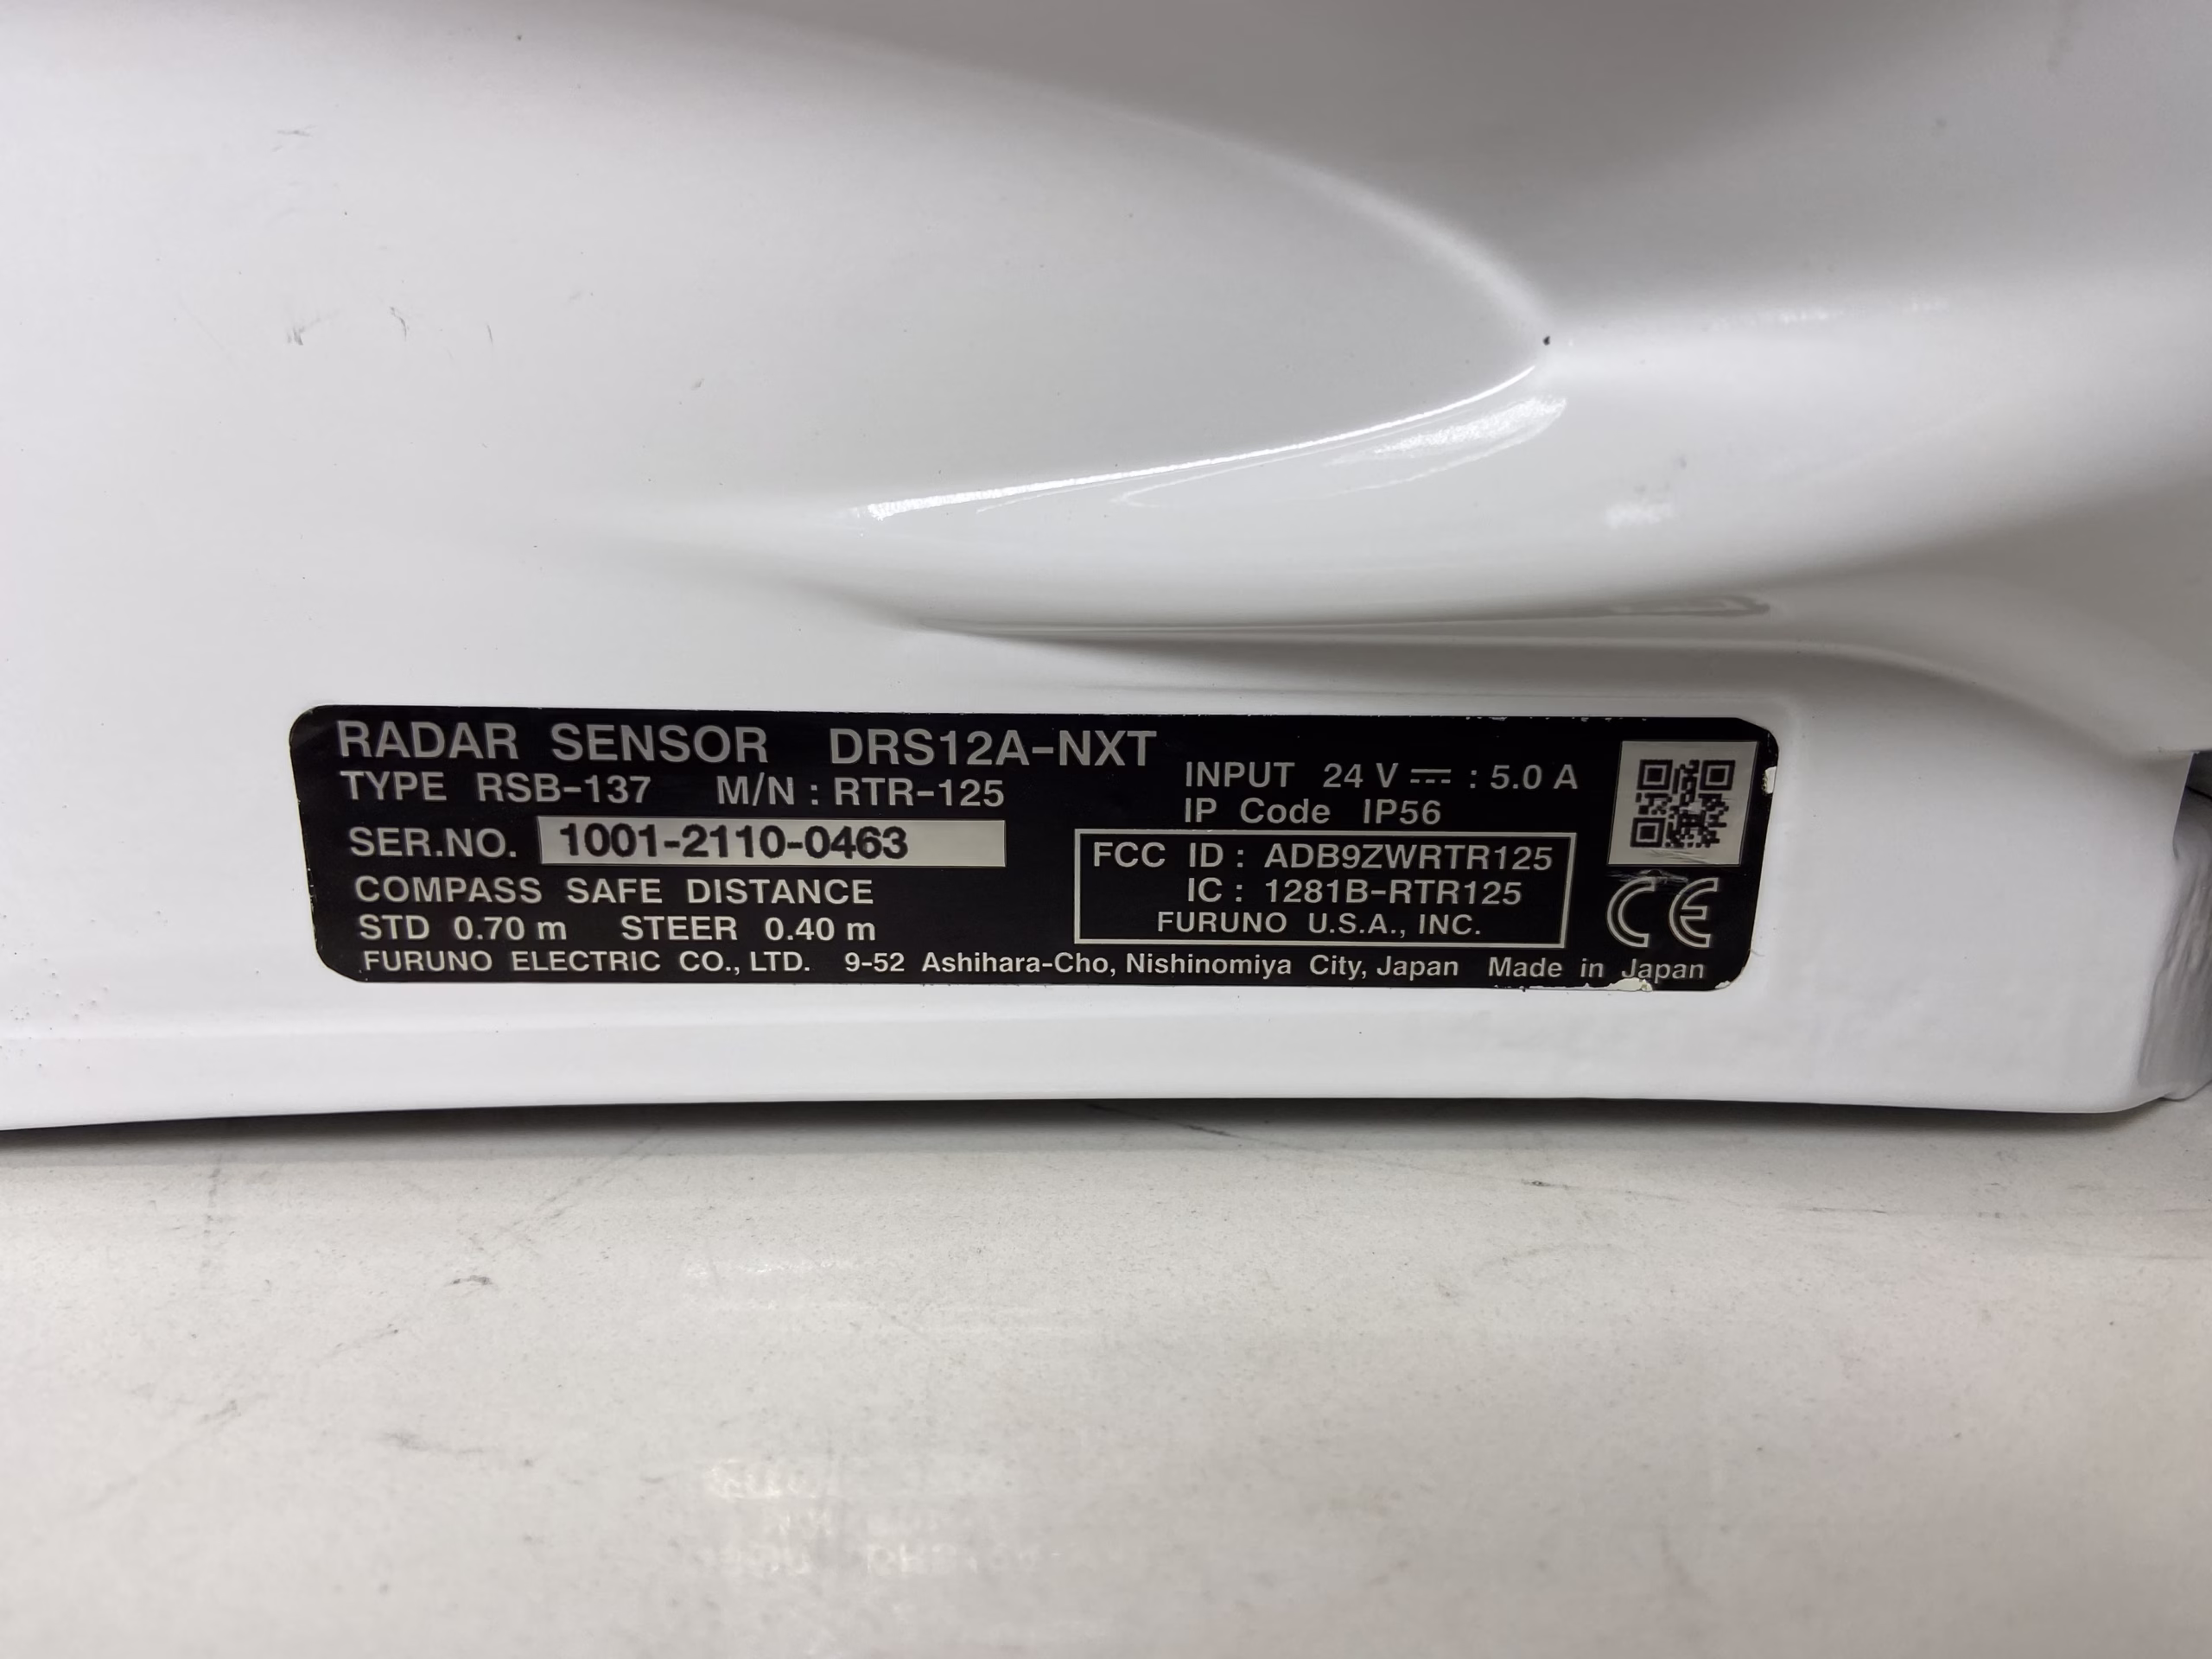 RADAR SENSOR DRS12A-NXT
TYPE RSB-137 M/N : RTR-125
SER.NO. 1001-2110-0463
COMPASS SAFE DISTANCE
STD 0.70 m STEER 0.40 m
INPUT 24 V ⎓ : 5.0 A
IP Code IP56
FCC ID : ADB9ZWRTR125
IC : 1281B-RTR125
FURUNO U.S.A., INC.
CE
FURUNO ELECTRIC CO., LTD. 9-52 Ashihara-Cho, Nishinomiya City, Japan Made in Japan